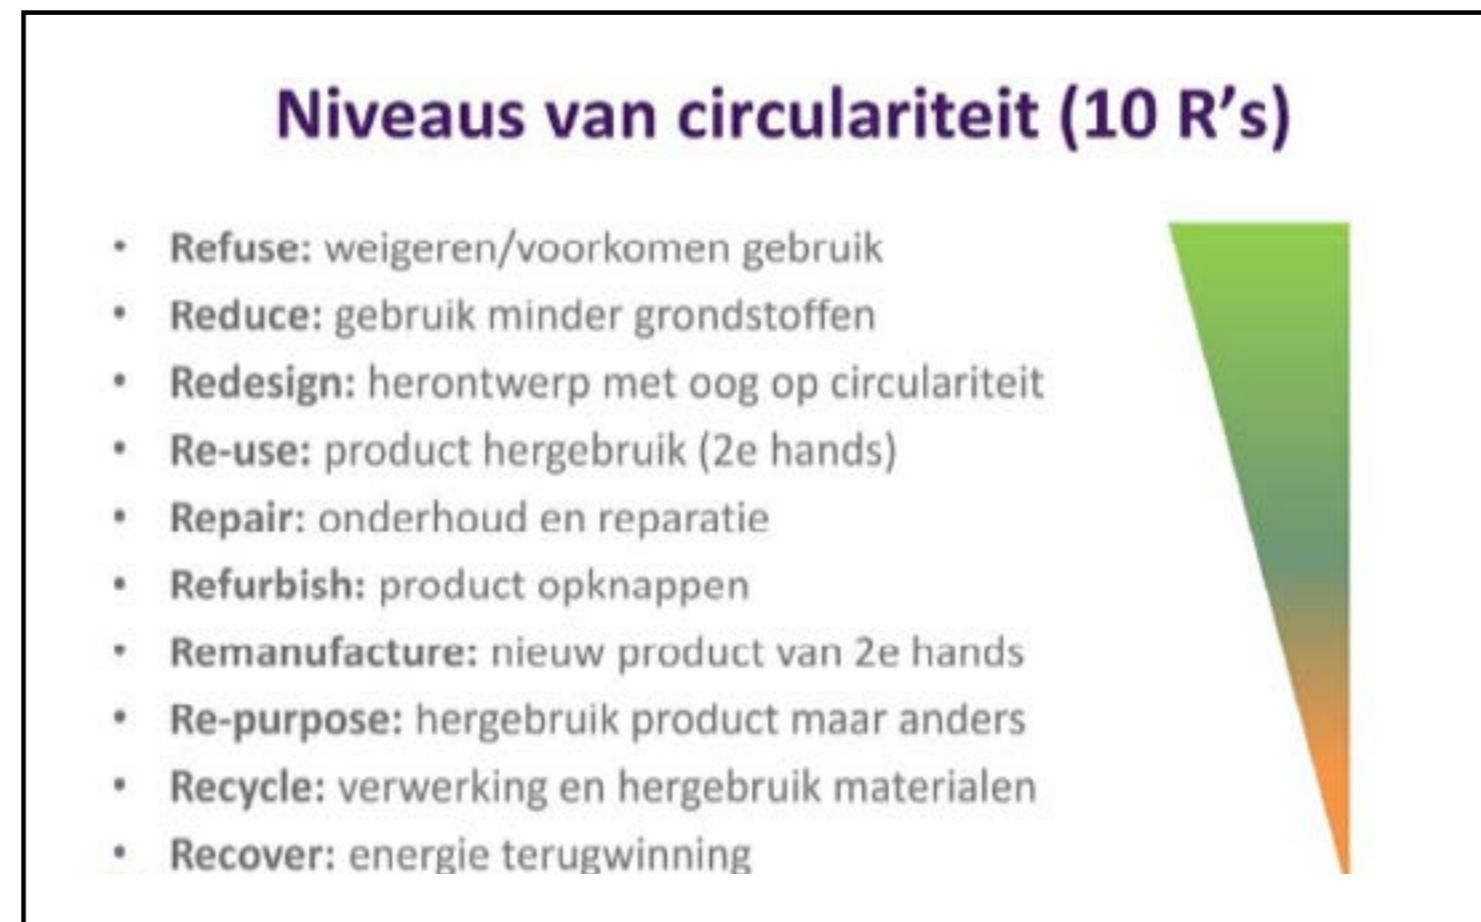 Niveaus van circulariteit (10 R’s)
• Refuse: weigeren/voorkomen gebruik
• Reduce: gebruik minder grondstoffen
• Redesign: herontwerp met oog op circulariteit
• Re-use: product hergebruik (2e hands)
• Repair: onderhoud en reparatie
• Refurbish: product opknappen
• Remanufacture: nieuw product van 2e hands
• Re-purpose: hergebruik product maar anders
• Recycle: verwerking en hergebruik materialen
• Recover: energie terugwinning